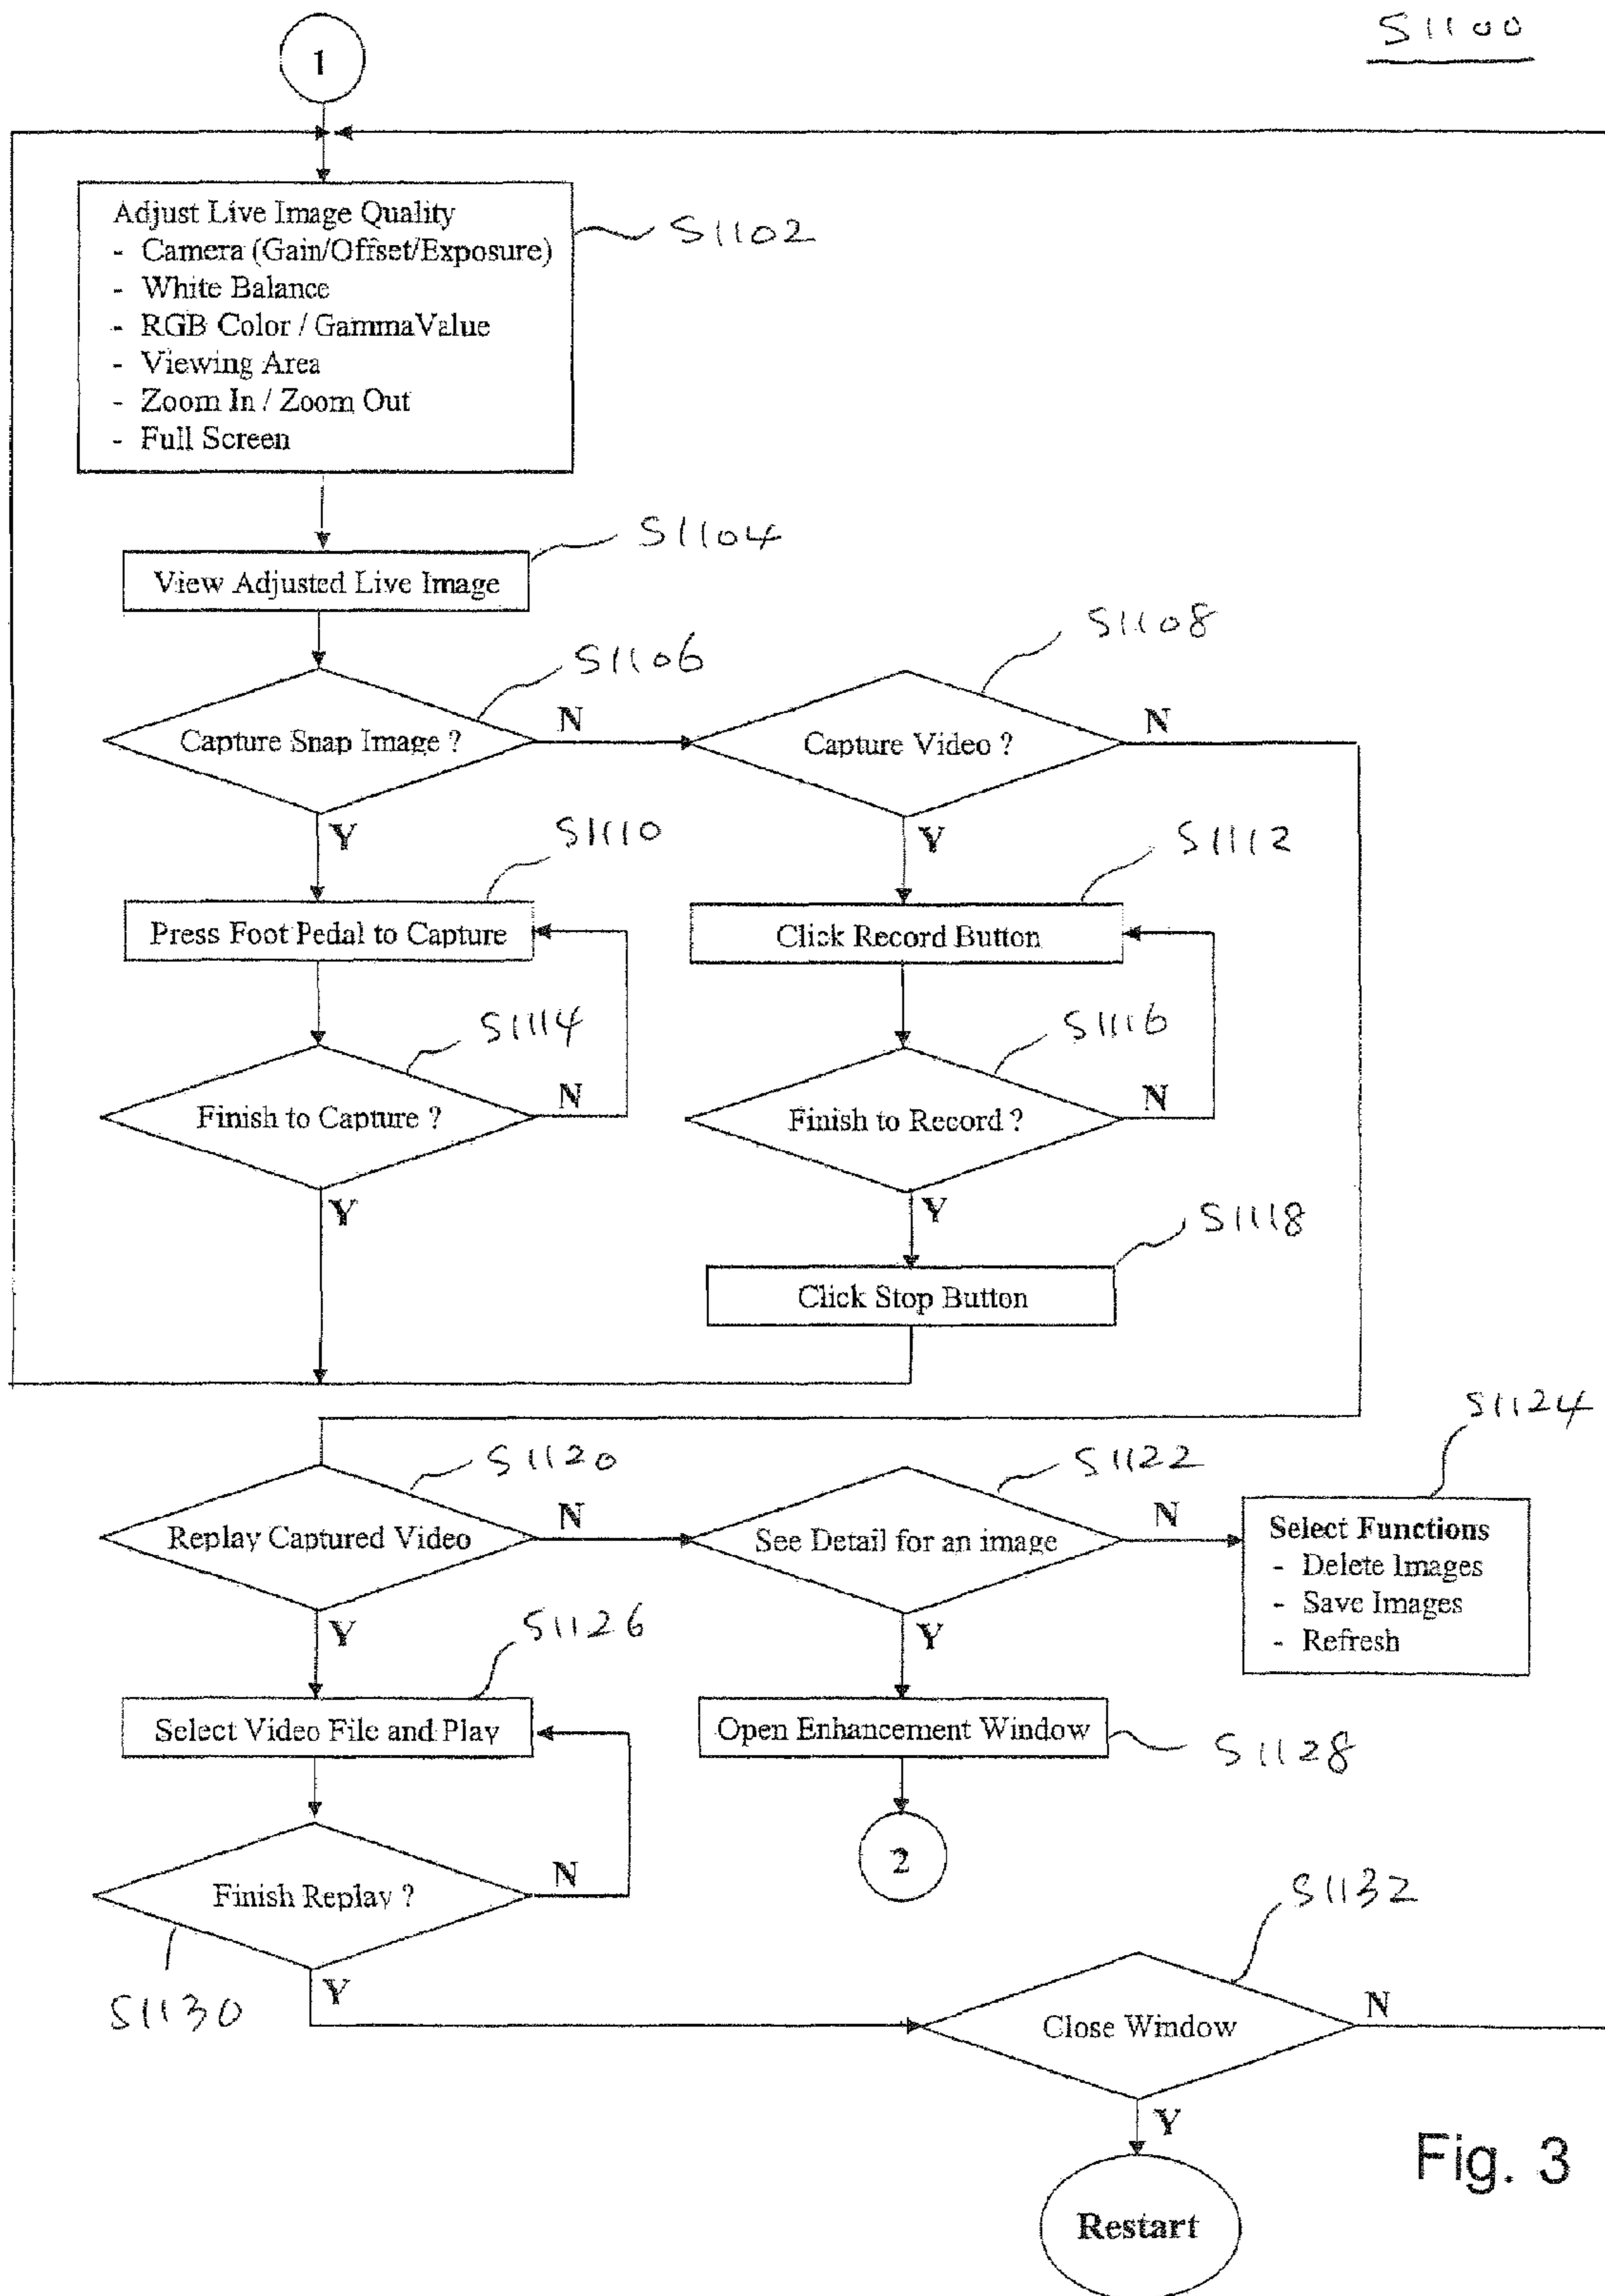 S1100
1
Adjust Live Image Quality
- Camera (Gain/Offset/Exposure)
- White Balance
- RGB Color / GammaValue
- Viewing Area
- Zoom In / Zoom Out
- Full Screen
S1102
S1104
View Adjusted Live Image
S1106
S1108
Capture Snap Image ?
N
Capture Video ?
N
Y
Y
S1110
S1112
Press Foot Pedal to Capture
Click Record Button
S1114
S1116
Finish to Capture ?
N
Finish to Record ?
N
Y
Y
S1118
Click Stop Button
S1120
S1122
S1124
Replay Captured Video
N
See Detail for an image
N
Select Functions
- Delete Images
- Save Images
- Refresh
Y
Y
S1126
Select Video File and Play
Open Enhancement Window
S1128
2
Finish Replay ?
N
S1130
Y
S1132
Close Window
N
Y
Restart
Fig. 3